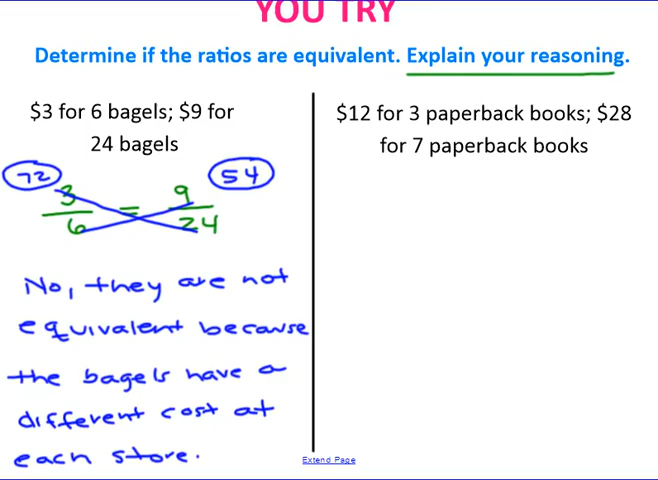 YOU TRY
Determine if the ratios are equivalent. Explain your reasoning.
$3 for 6 bagels; $9 for
24 bagels
72
54
3/6 = 9/24
No, they are not
equivalent because
the bagels have a
different cost at
each store.
$12 for 3 paperback books; $28
for 7 paperback books
Extend Page